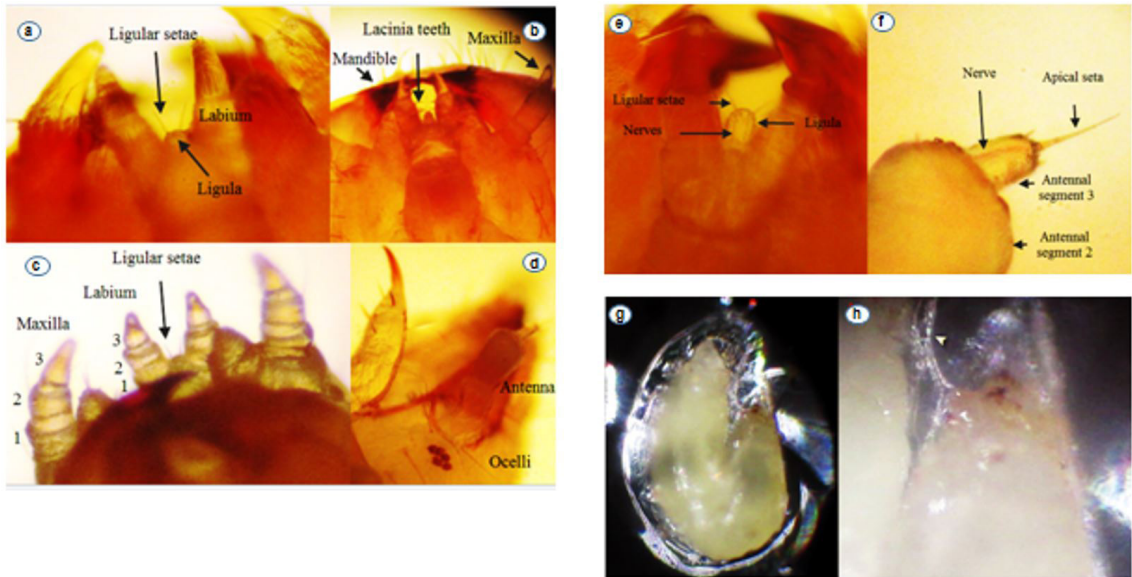 a
Ligular setae
Labium
Ligula
b
Lacinia teeth
Maxilla
Mandible
c
Ligular setae
Labium
Maxilla
3
2
1
3
2
1
d
Antenna
Ocelli
e
Ligular setae
Nerves
Ligula
f
Nerve
Apical seta
Antennal
segment 3
Antennal
segment 2
g
h